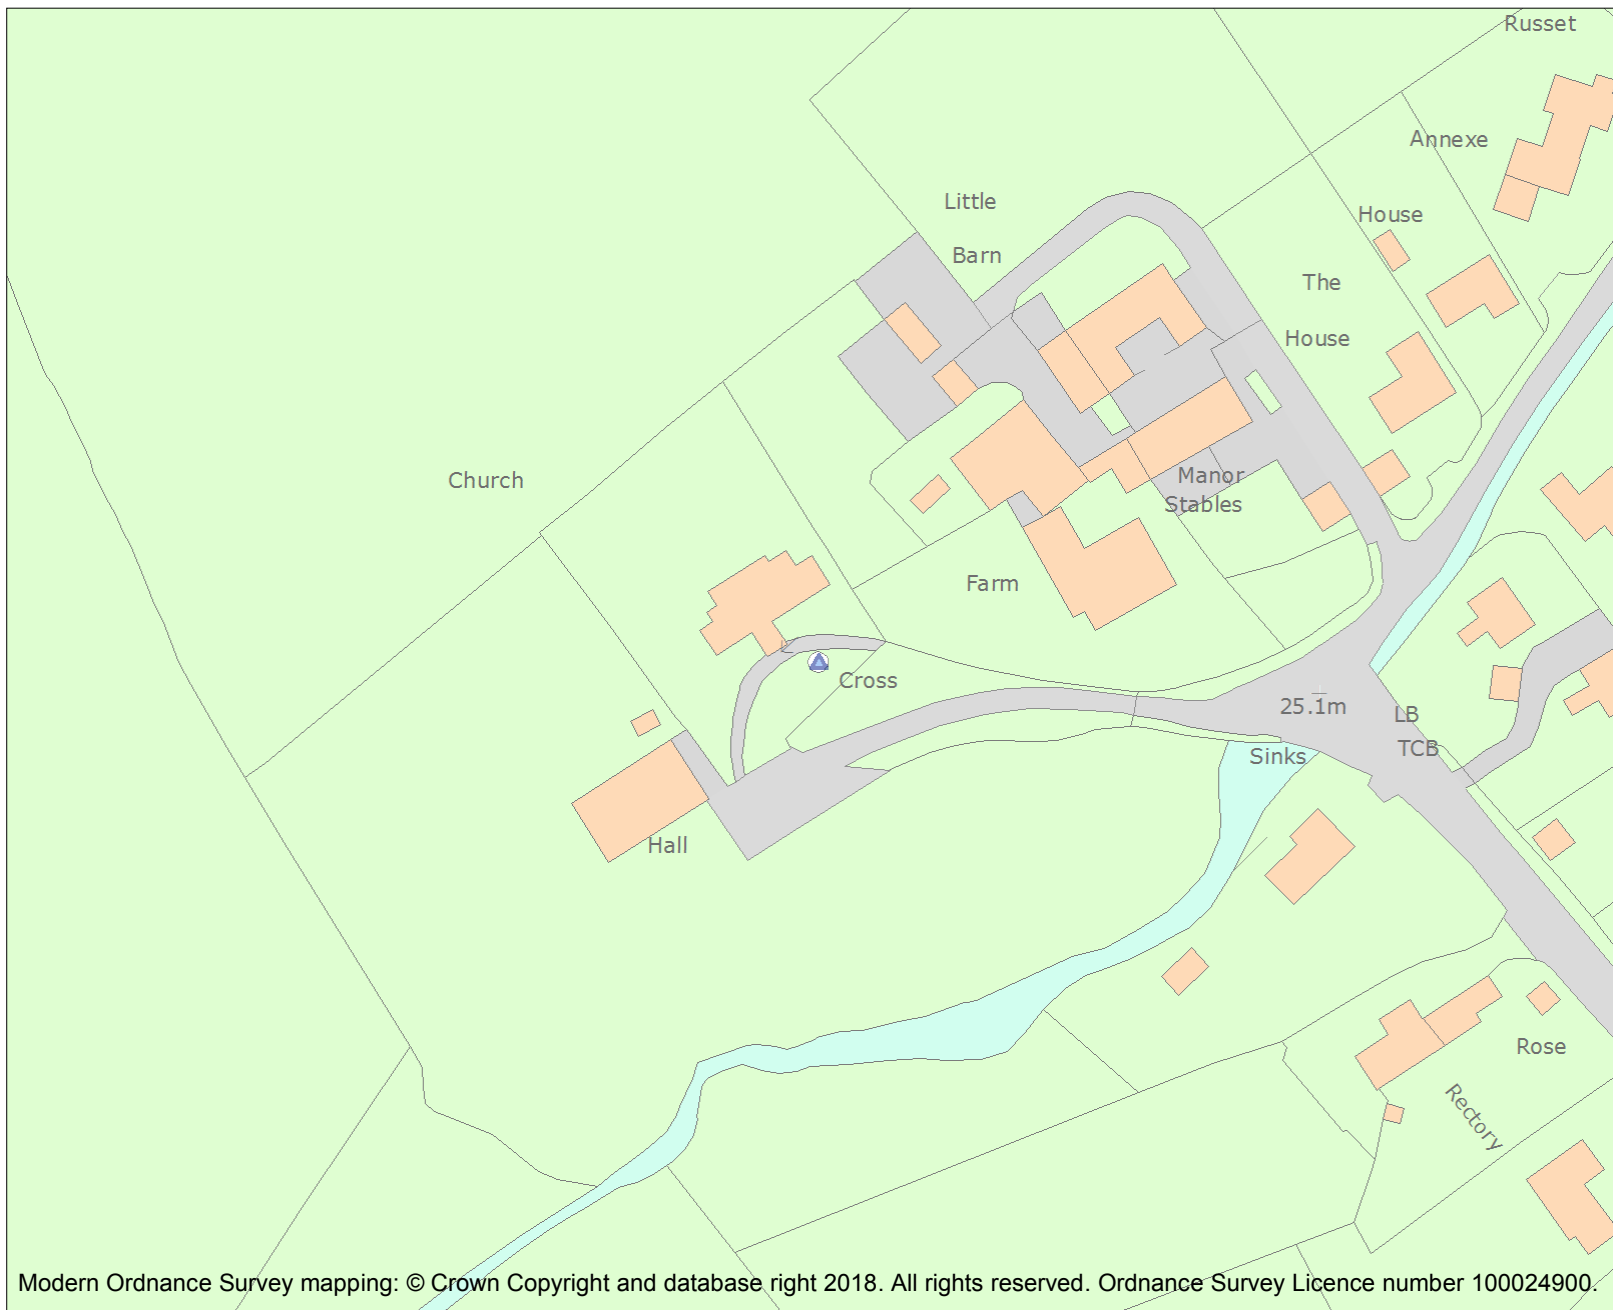 Russet
Annexe
Little
House
Barn
The
House
Church
Manor
Stables
Farm
Cross
25.1m
LB
TCB
Sinks
Hall
Rose
Rectory
Modern Ordnance Survey mapping: © Crown Copyright and database right 2018. All rights reserved. Ordnance Survey Licence number 100024900.